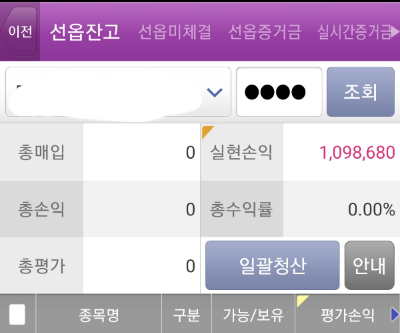 이전 선옵잔고 선옵미체결 선옵증거금 실시간증거금
●●●● 조회
총매입 0 실현손익 1,098,680
총손익 0 총수익률 0.00%
총평가 0 일괄청산 안내
종목명 구분 가능/보유 평가손익